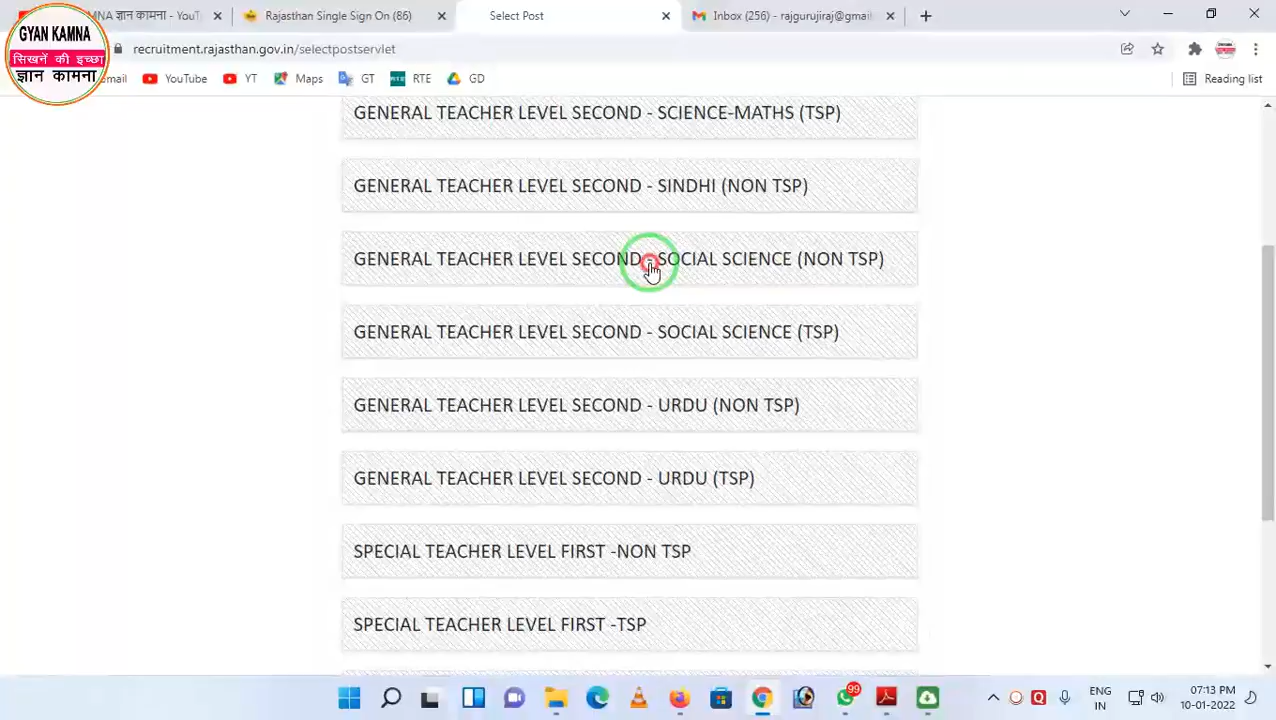 GYAN KAMNA
सिखनें की इच्छा
ज्ञान कामना
KAMNA ज्ञान कामना - YouT
Rajasthan Single Sign On (86)
Select Post
Inbox (256) - rajgurujiraj@gmail
recruitment.rajasthan.gov.in/selectpostservlet
email
YouTube
YT
Maps
GT
RTE
GD
Reading list
GENERAL TEACHER LEVEL SECOND - SCIENCE-MATHS (TSP)
GENERAL TEACHER LEVEL SECOND - SINDHI (NON TSP)
GENERAL TEACHER LEVEL SECOND - SOCIAL SCIENCE (NON TSP)
GENERAL TEACHER LEVEL SECOND - SOCIAL SCIENCE (TSP)
GENERAL TEACHER LEVEL SECOND - URDU (NON TSP)
GENERAL TEACHER LEVEL SECOND - URDU (TSP)
SPECIAL TEACHER LEVEL FIRST -NON TSP
SPECIAL TEACHER LEVEL FIRST -TSP
99
ENG
IN
07:13 PM
10-01-2022